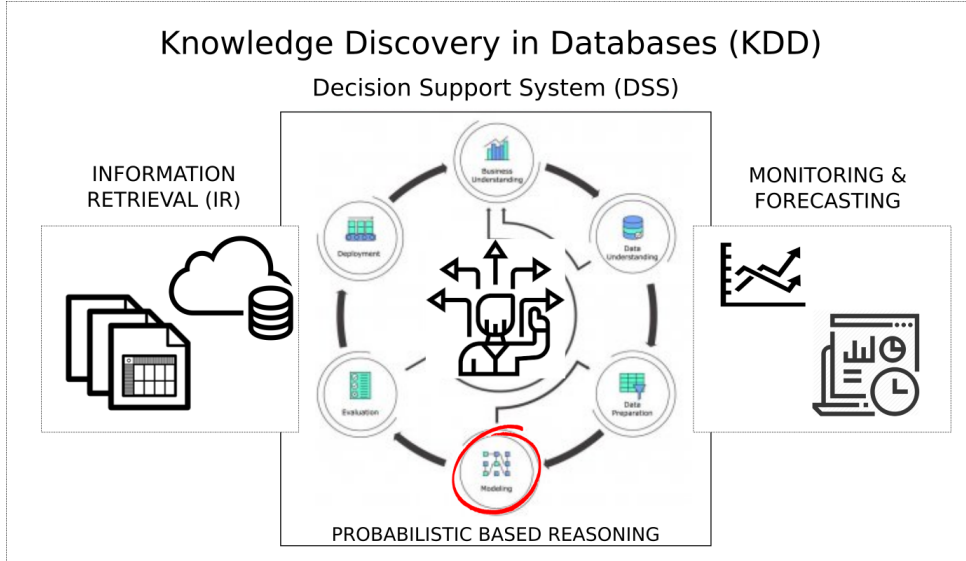 Knowledge Discovery in Databases (KDD)
Decision Support System (DSS)
INFORMATION
RETRIEVAL (IR)
MONITORING &
FORECASTING
Business
Understanding
Data
Understanding
Data
Preparation
Modeling
Evaluation
Deployment
PROBABILISTIC BASED REASONING